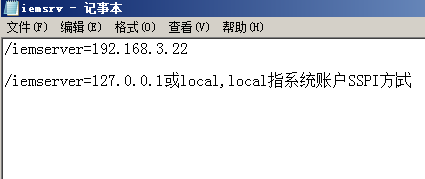 iemsrv - 记事本
文件(F) 编辑(E) 格式(O) 查看(V) 帮助(H)
/iemserver=192.168.3.22
/iemserver=127.0.0.1或local,local指系统账户SSPI方式